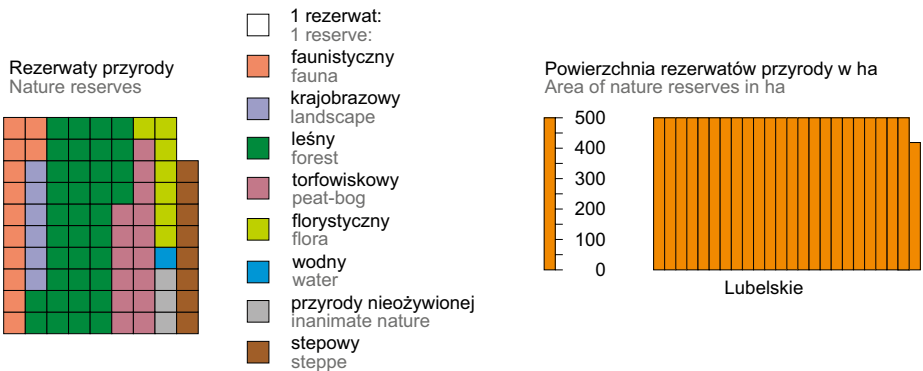 Rezerwaty przyrody
Nature reserves
1 rezerwat:
1 reserve:
faunistyczny
fauna
krajobrazowy
landscape
leśny
forest
torfowiskowy
peat-bog
florystyczny
flora
wodny
water
przyrody nieożywionej
inanimate nature
stepowy
steppe
Powierzchnia rezerwatów przyrody w ha
Area of nature reserves in ha
500
400
300
200
100
0
Lubelskie